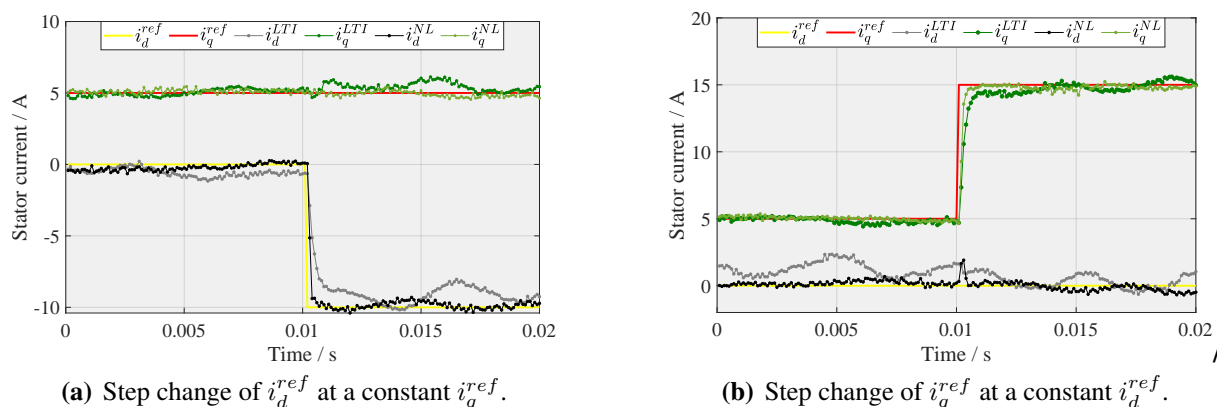 10
i_d^{ref} i_q^{ref} i_d^{LTI} i_q^{LTI} i_d^{NL} i_q^{NL}
5
0
-5
-10
Stator current / A
0 0.005 0.01 0.015 0.02
Time / s
(a) Step change of i_d^{ref} at a constant i_q^{ref}.
20
i_d^{ref} i_q^{ref} i_d^{LTI} i_q^{LTI} i_d^{NL} i_q^{NL}
15
10
5
0
Stator current / A
0.005 0.01 0.015 0.02
Time / s
(b) Step change of i_q^{ref} at a constant i_d^{ref}.